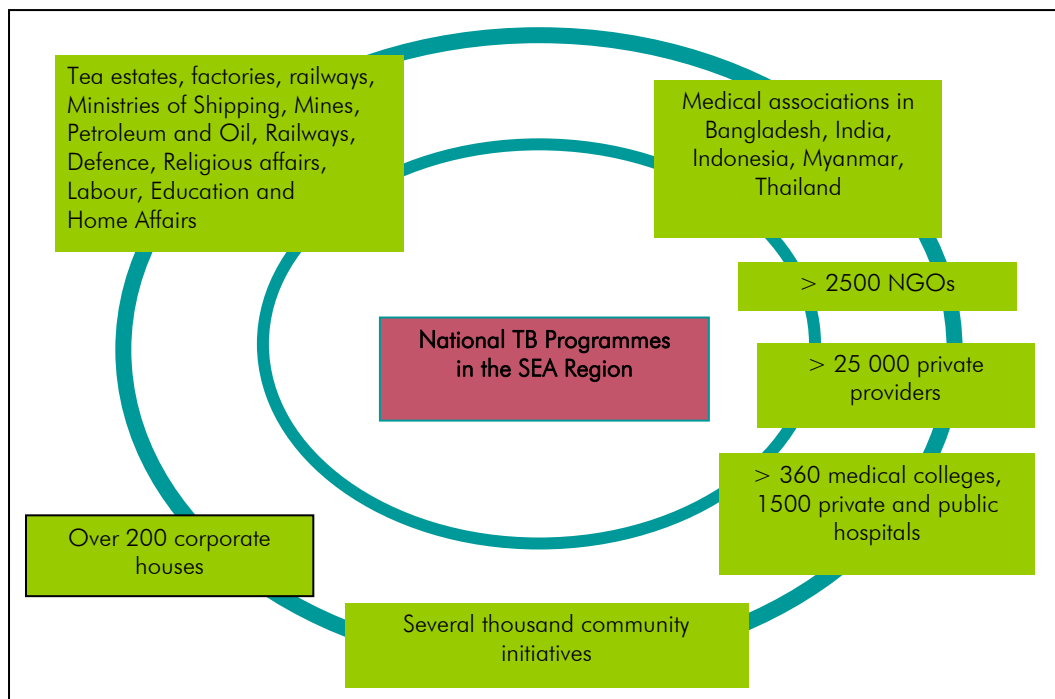 Tea estates, factories, railways,
Ministries of Shipping, Mines,
Petroleum and Oil, Railways,
Defence, Religious affairs,
Labour, Education and
Home Affairs
Medical associations in
Bangladesh, India,
Indonesia, Myanmar,
Thailand
> 2500 NGOs
National TB Programmes
in the SEA Region
> 25 000 private
providers
> 360 medical colleges,
1500 private and public
hospitals
Over 200 corporate
houses
Several thousand community
initiatives